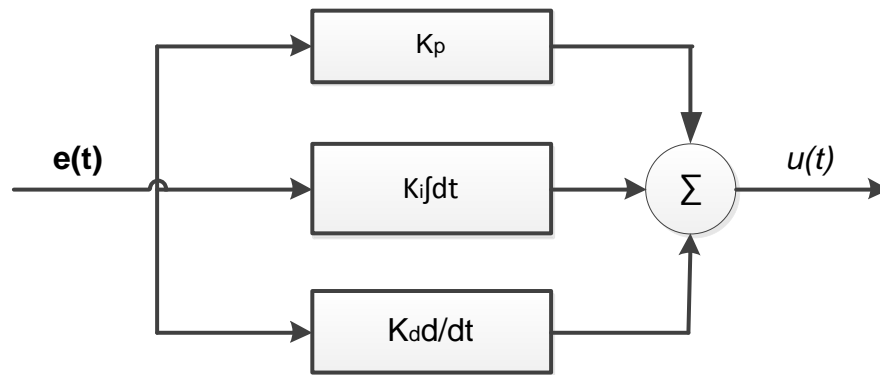 Kp
e(t)
Ki∫dt
Σ
u(t)
Kdd/dt